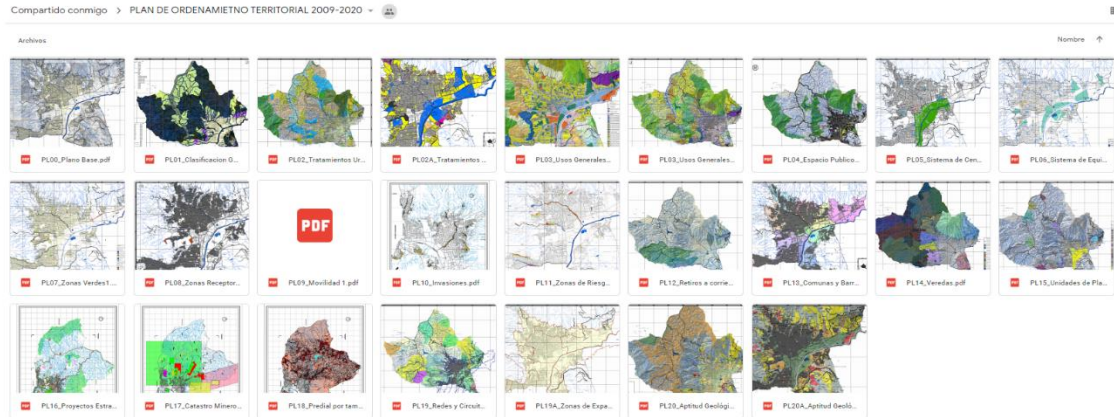 Compartido conmigo > PLAN DE ORDENAMIETNO TERRITORIAL 2009-2020
Archivos Nombre
PL00_Plano Base.pdf PL01_Clasificacion G... PL02_Tratamientos Ur... PL02A_Tratamientos ... PL03_Usos Generales... PL03_Usos Generales... PL04_Espacio Publico... PL05_Sistema de Cen... PL06_Sistema de Equi...
PDF
PL07_Zonas Verdes1... PL08_Zonas Receptor... PL09_Movilidad 1.pdf PL10_Invasiones.pdf PL11_Zonas de Riesg... PL12_Retiros a corrie... PL13_Comunas y Barr... PL14_Veredas.pdf PL15_Unidades de Pla...
PL16_Proyectos Estra... PL17_Catastro Minero... PL18_Predial por tam... PL19_Redes y Circuit... PL19A_Zonas de Expa... PL20_Aptitud Geológi... PL20A_Aptitud Geoló...